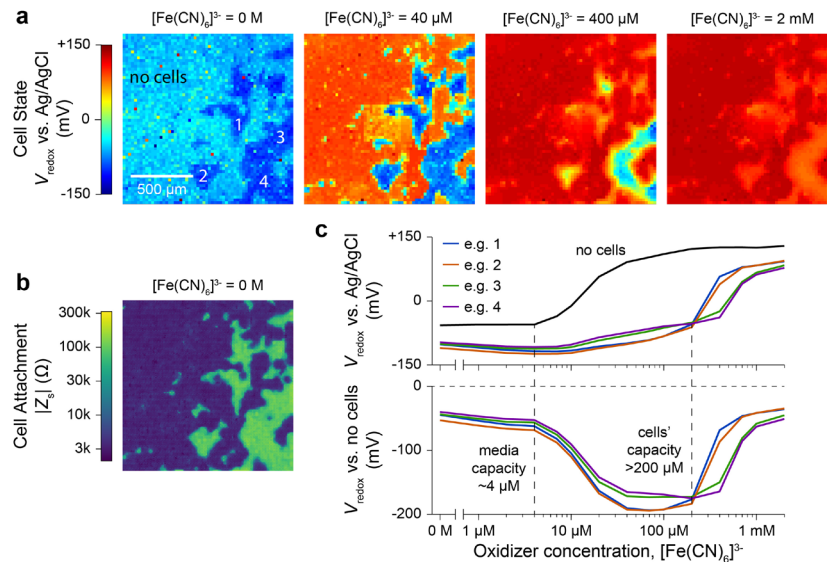 a
[Fe(CN)₆]³⁻ = 0 M
[Fe(CN)₆]³⁻ = 40 µM
[Fe(CN)₆]³⁻ = 400 µM
[Fe(CN)₆]³⁻ = 2 mM
Cell State
V_redox vs. Ag/AgCl
(mV)
+150
0
-150
no cells
1
2
3
4
500 µm
b
[Fe(CN)₆]³⁻ = 0 M
Cell Attachment
|Z_s| (Ω)
300k
100k
30k
10k
3k
c
V_redox vs. Ag/AgCl
(mV)
+150
0
-150
e.g. 1
e.g. 2
e.g. 3
e.g. 4
no cells
V_redox vs. no cells
(mV)
0
-100
-200
media
capacity
~4 µM
cells'
capacity
>200 µM
0 M
1 µM
10 µM
100 µM
1 mM
Oxidizer concentration, [Fe(CN)₆]³⁻